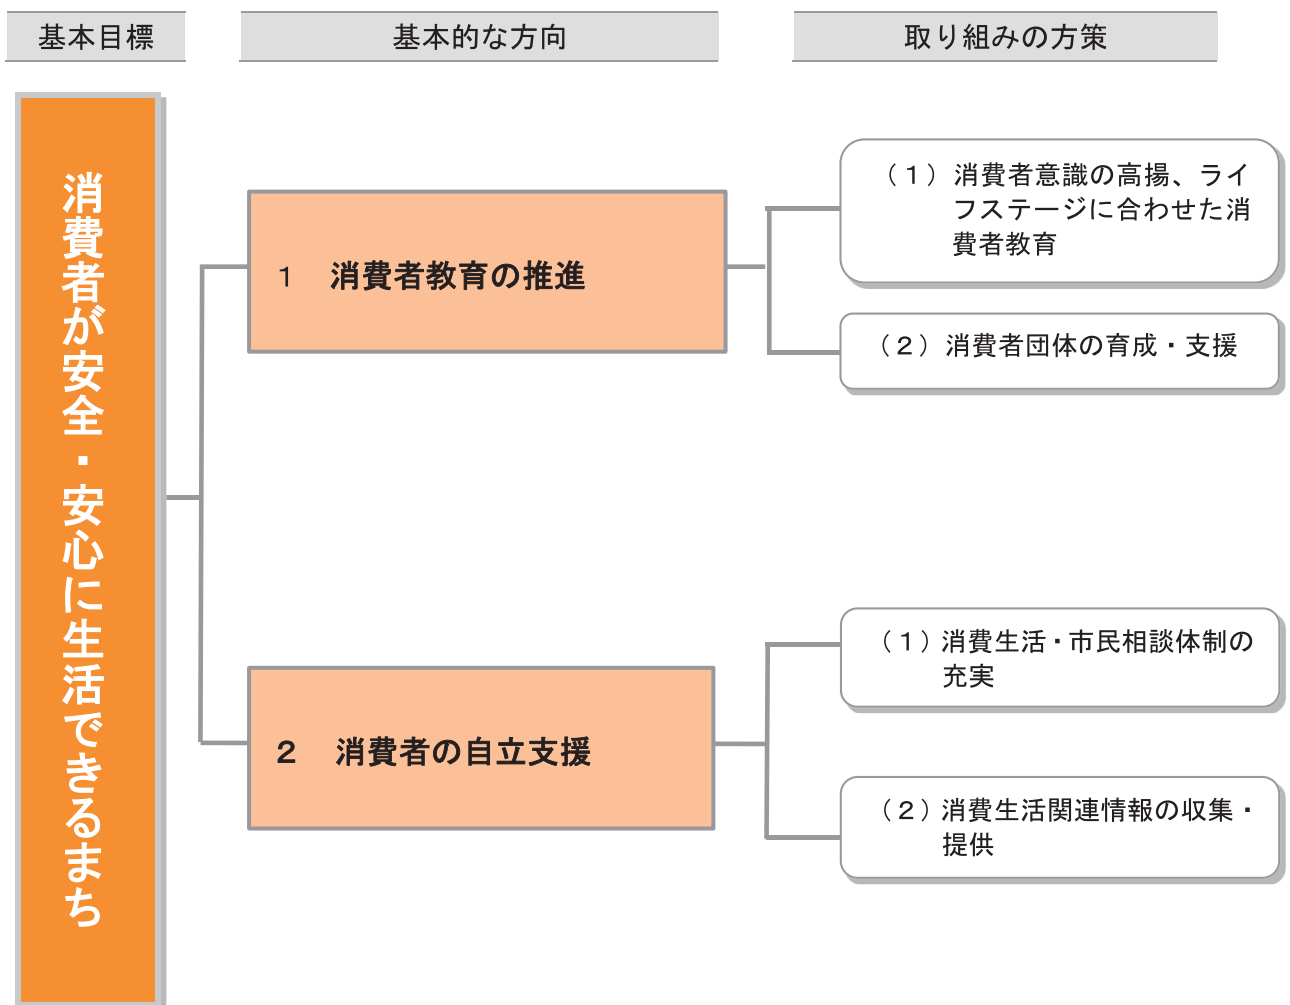 基本目標
基本的な方向
取り組みの方策
消費者が安全・安心に生活できるまち
1 消費者教育の推進
（1）消費者意識の高揚、ライ
フステージに合わせた消
費者教育
（2）消費者団体の育成・支援
2 消費者の自立支援
（1）消費生活・市民相談体制の
充実
（2）消費生活関連情報の収集・
提供